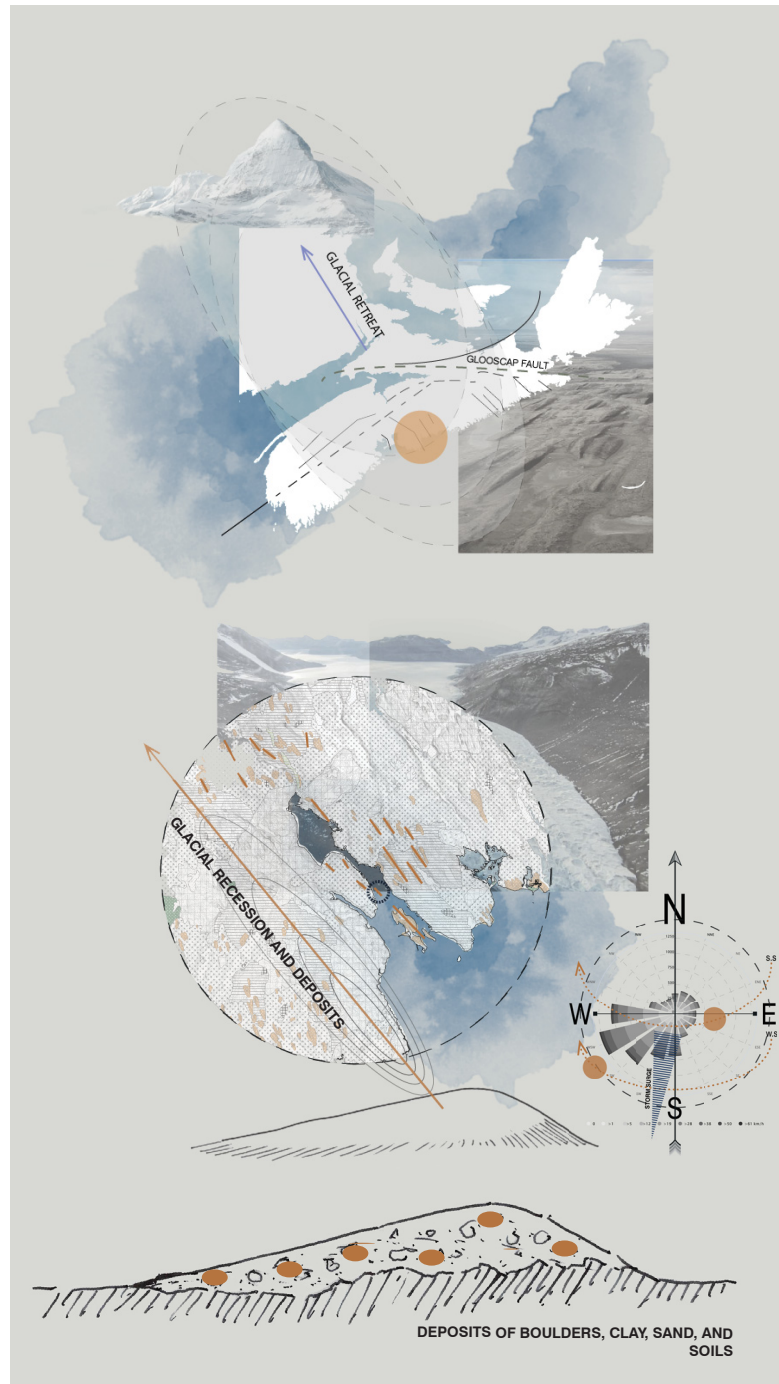 GLACIAL RETREAT
GLOOSCAP FAULT
GLACIAL RECESSION AND DEPOSITS
N
S.S
W
E
W.S
STORM SURGE
S
DEPOSITS OF BOULDERS, CLAY, SAND, AND
SOILS